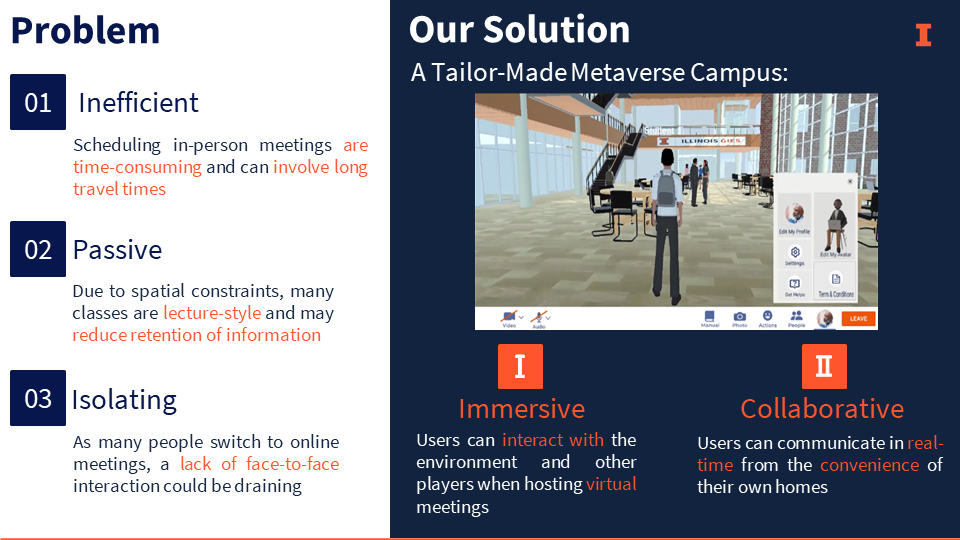 Problem
01 Inefficient
Scheduling in-person meetings are
time-consuming and can involve long
travel times
02 Passive
Due to spatial constraints, many
classes are lecture-style and may
reduce retention of information
03 Isolating
As many people switch to online
meetings, a lack of face-to-face
interaction could be draining
Our Solution
I
A Tailor-Made Metaverse Campus:
Student 1
I ILLINOIS GIES
Edit My Profile
Edit My Avatar
Settings
Get Helps
Term & Conditions
Video
Audio
Manual
Photo
Actions
People
LEAVE
I
Immersive
Users can interact with the
environment and other
players when hosting virtual
meetings
II
Collaborative
Users can communicate in real-
time from the convenience of
their own homes